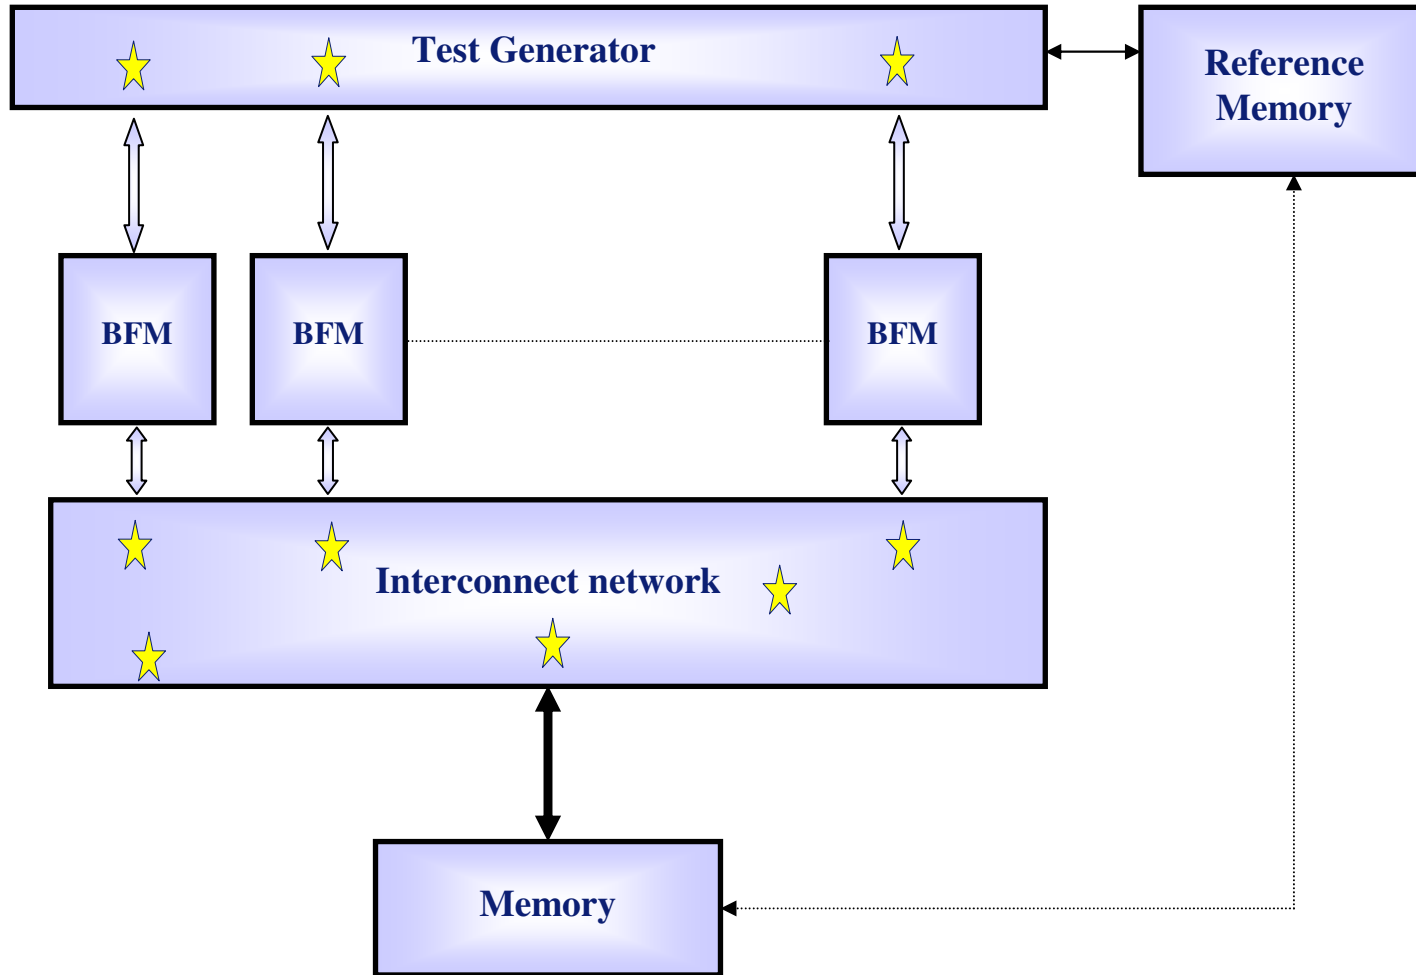 Test Generator
Reference
Memory
BFM
BFM
BFM
Interconnect network
Memory